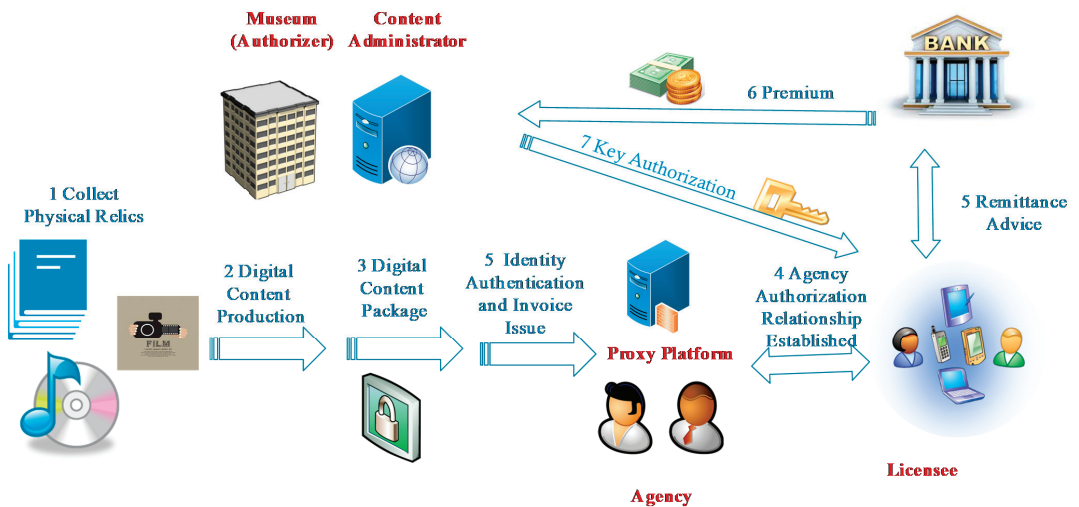 Museum
(Authorizer)
Content
Administrator
BANK
6 Premium
7 Key Authorization
1 Collect
Physical Relics
5 Remittance
Advice
2 Digital
Content
Production
3 Digital
Content
Package
5 Identity
Authentication
and Invoice
Issue
4 Agency
Authorization
Relationship
Established
FILM
Proxy Platform
Licensee
Agency